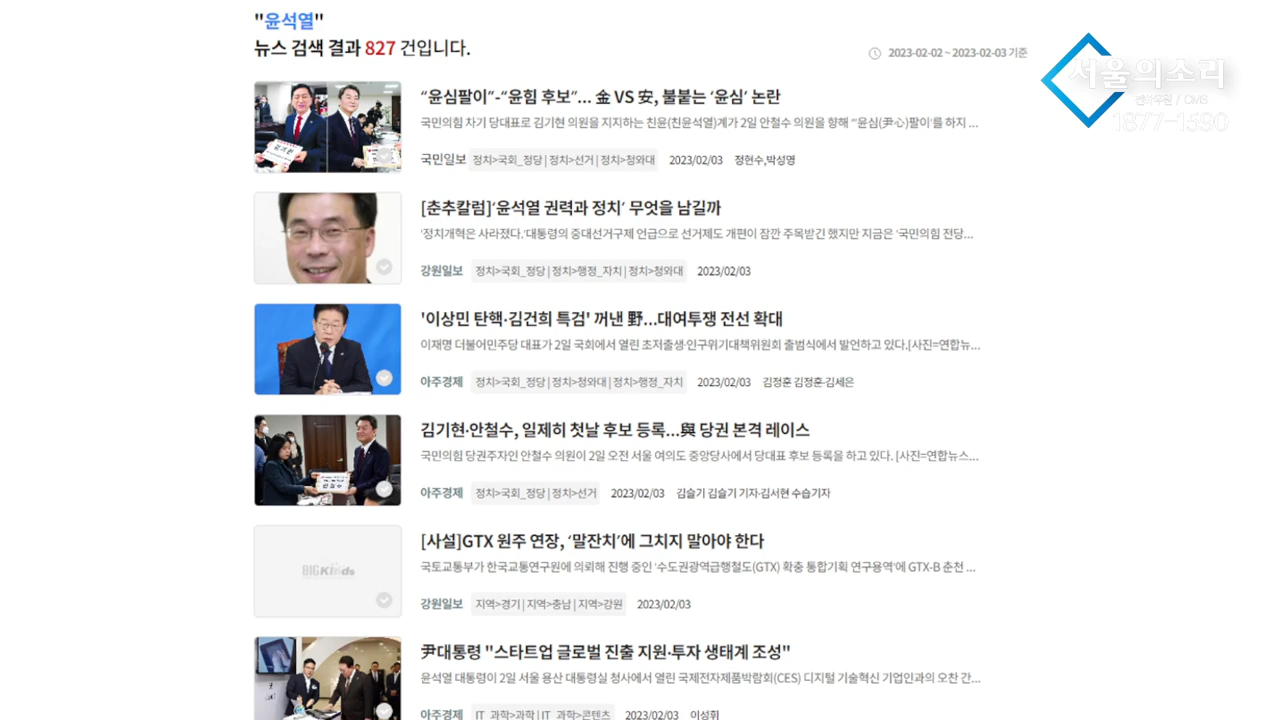 "윤석열"
뉴스 검색 결과 827 건입니다.
2023-02-02 ~ 2023-02-03 기준
서울의소리
1877-1590
“윤심팔이”-“윤힘 후보”... 金 VS 安, 불붙는 ‘윤심’ 논란
국민의힘 차기 당대표로 김기현 의원을 지지하는 친윤(친윤석열)계가 2일 안철수 의원을 향해 “‘윤심(尹心)팔이’를 하지 ...
국민일보 정치>국회_정당 | 정치>선거 | 정치>청와대 2023/02/03 정현수,박성영
[춘추칼럼]‘윤석열 권력과 정치’ 무엇을 남길까
‘정치개혁은 사라졌다.’대통령의 중대선거구제 언급으로 선거제도 개편이 잠깐 주목받긴 했지만 지금은 ‘국민의힘 전당...
강원일보 정치>국회_정당 | 정치>행정_자치 | 정치>청와대 2023/02/03
'이상민 탄핵·김건희 특검' 꺼낸 野...대여투쟁 전선 확대
이재명 더불어민주당 대표가 2일 국회에서 열린 초저출생·인구위기대책위원회 출범식에서 발언하고 있다.[사진=연합뉴...
아주경제 정치>국회_정당 | 정치>청와대 | 정치>행정_자치 2023/02/03 김정훈 김정훈·김세은
김기현·안철수, 일제히 첫날 후보 등록...與 당권 본격 레이스
국민의힘 당권주자인 안철수 의원이 2일 오전 서울 여의도 중앙당사에서 당대표 후보 등록을 하고 있다. [사진=연합뉴스...
아주경제 정치>국회_정당 | 정치>선거 2023/02/03 김슬기 김슬기 기자·김서현 수습기자
[사설]GTX 원주 연장, ‘말잔치’에 그치지 말아야 한다
국토교통부가 한국교통연구원에 의뢰해 진행 중인 ‘수도권광역급행철도(GTX) 확충 통합기획 연구용역’에 GTX-B 춘천 ...
BIGKinds
강원일보 지역>경기 | 지역>충남 | 지역>강원 2023/02/03
尹대통령 "스타트업 글로벌 진출 지원·투자 생태계 조성"
윤석열 대통령이 2일 서울 용산 대통령실 청사에서 열린 국제전자제품박람회(CES) 디지털 기술혁신 기업인과의 오찬 간...
아주경제 IT_과학>과학 | IT_과학>콘텐츠 2023/02/03 이성휘